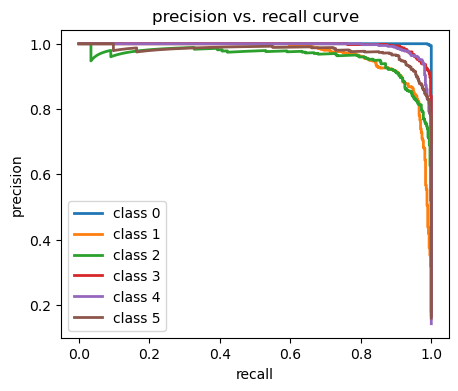 precision vs. recall curve
1.0
0.8
0.6
0.4
0.2
precision
class 0
class 1
class 2
class 3
class 4
class 5
0.0 0.2 0.4 0.6 0.8 1.0
recall